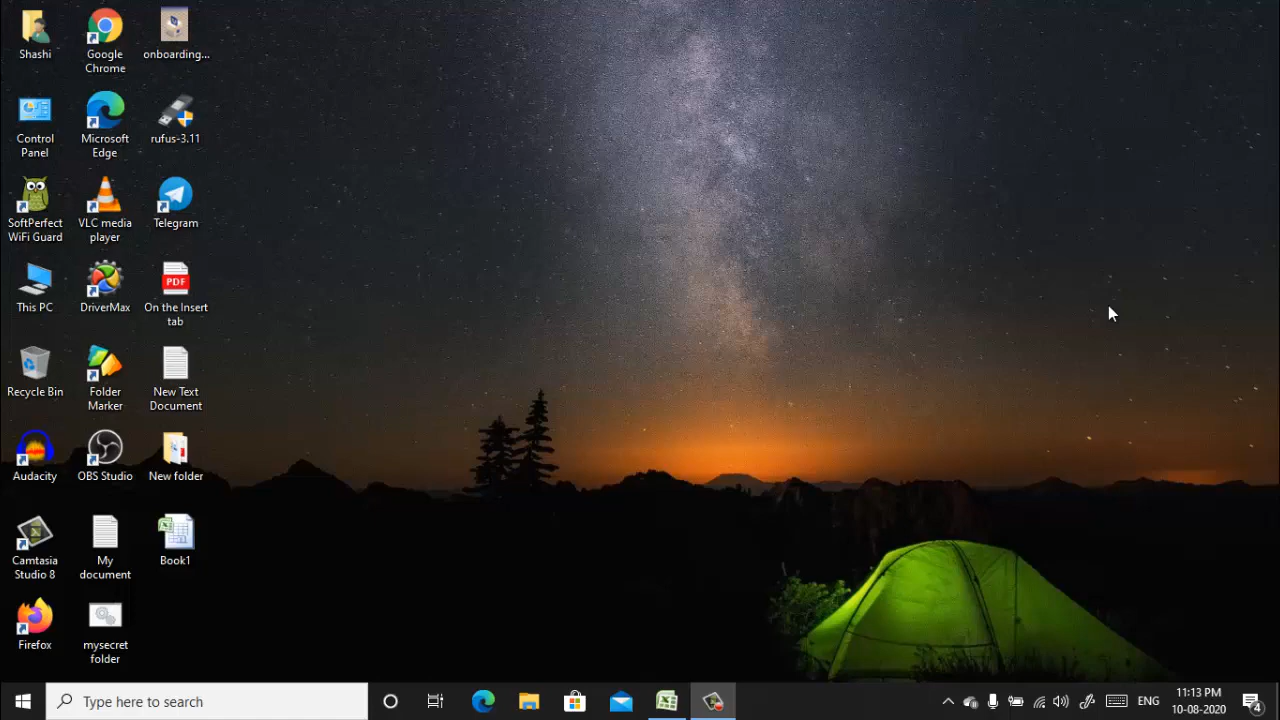 Shashi
Google
Chrome
onboarding...
Control
Panel
Microsoft
Edge
rufus-3.11
SoftPerfect
WiFi Guard
VLC media
player
Telegram
This PC
DriverMax
PDF
On the Insert
tab
Recycle Bin
Folder
Marker
New Text
Document
Audacity
OBS Studio
New folder
Camtasia
Studio 8
My
document
Book1
Firefox
mysecret
folder
Type here to search
ENG
11:13 PM
10-08-2020
4